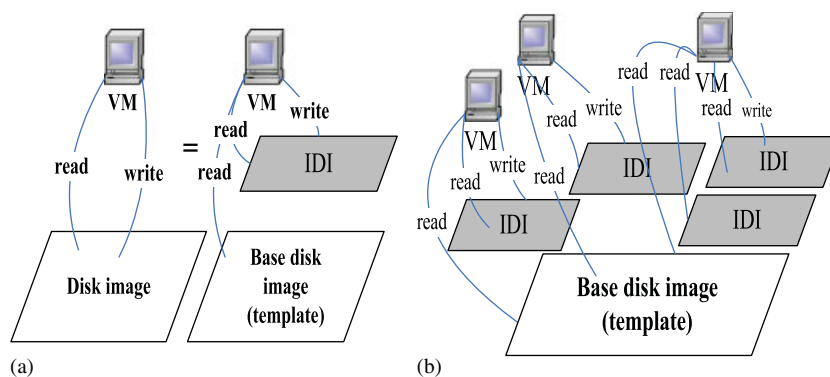 VM
read
write
Disk image
=
VM
read
write
read
IDI
Base disk
image
(template)
(a)
VM
read
read
write
IDI
VM
read
read
write
IDI
VM
read
read
read
write
IDI
IDI
Base disk image
(template)
(b)